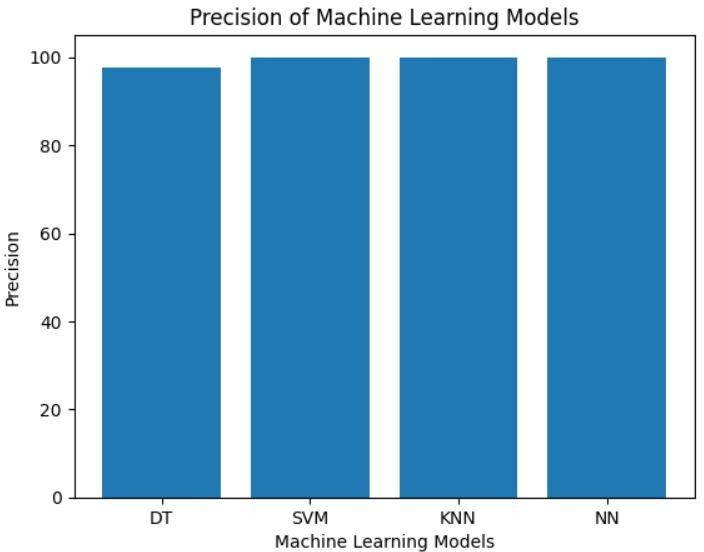 Precision of Machine Learning Models
100
80
60
40
20
0
Precision
DT SVM KNN NN
Machine Learning Models